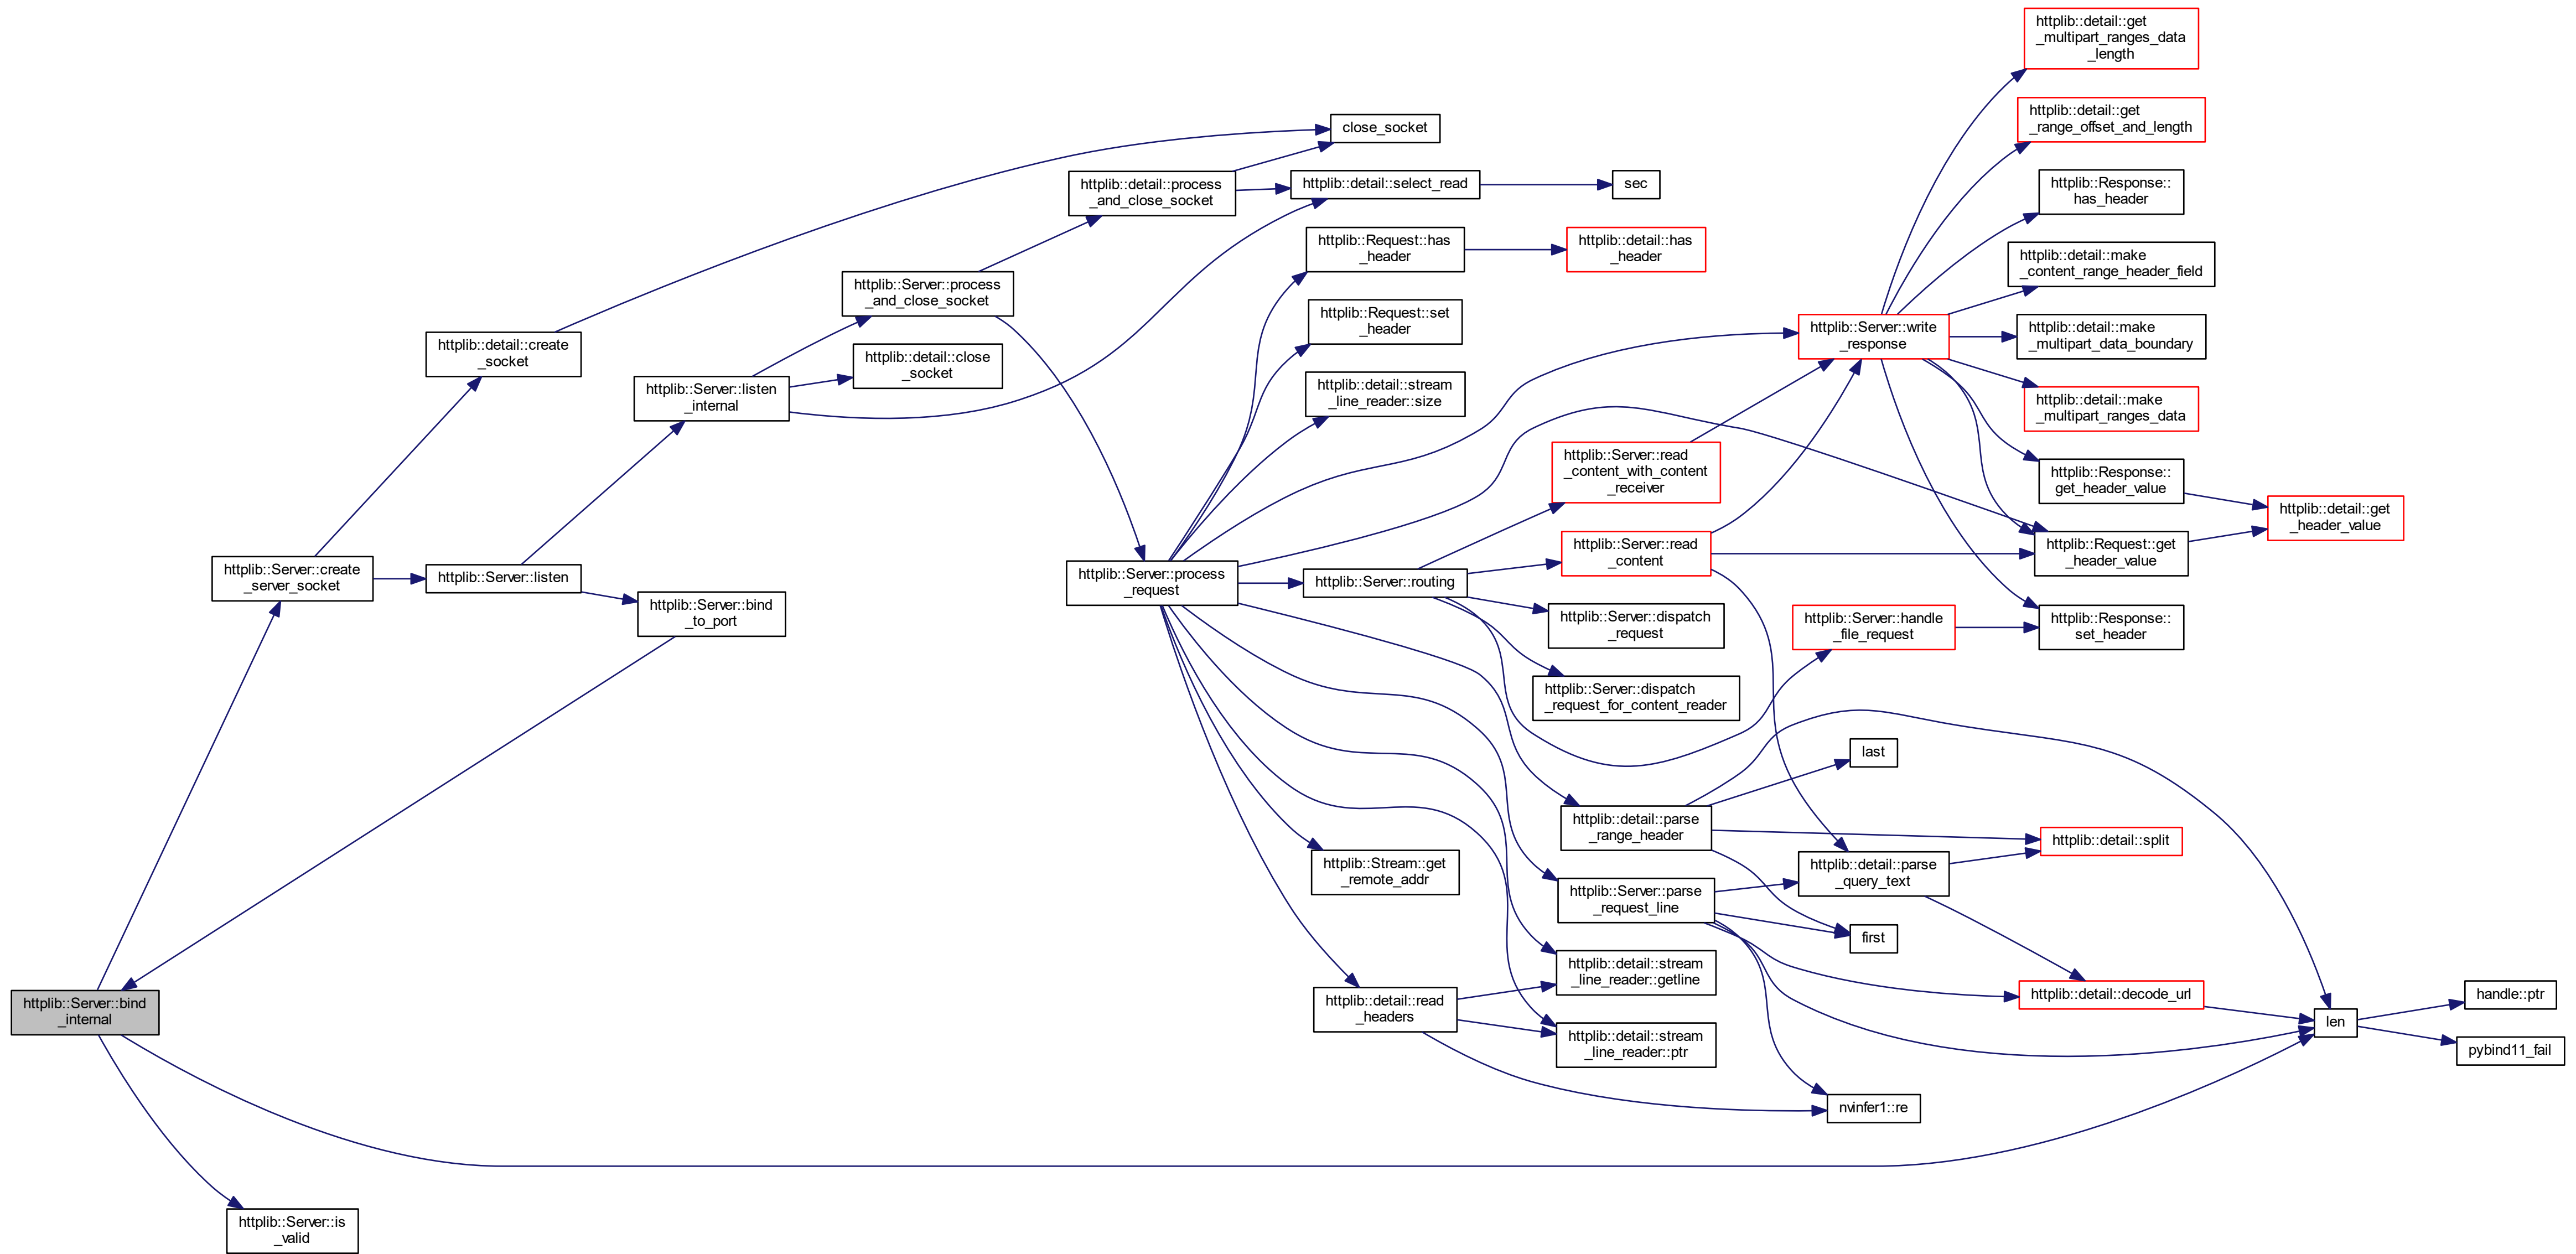 httplib::Server::bind
_internal
httplib::Server::create
_server_socket
httplib::Server::is
_valid
httplib::detail::create
_socket
httplib::Server::listen
httplib::Server::listen
_internal
httplib::Server::bind
_to_port
httplib::Server::process
_and_close_socket
httplib::detail::close
_socket
httplib::detail::process
_and_close_socket
httplib::Server::process
_request
close_socket
httplib::detail::select_read
httplib::Request::has
_header
httplib::Request::set
_header
httplib::detail::stream
_line_reader::size
httplib::Server::routing
httplib::Stream::get
_remote_addr
httplib::detail::read
_headers
sec
httplib::detail::has
_header
httplib::Server::read
_content_with_content
_receiver
httplib::Server::read
_content
httplib::Server::dispatch
_request
httplib::Server::dispatch
_request_for_content_reader
httplib::detail::parse
_range_header
httplib::Server::parse
_request_line
httplib::detail::stream
_line_reader::getline
httplib::detail::stream
_line_reader::ptr
httplib::Server::write
_response
httplib::Server::handle
_file_request
last
httplib::detail::parse
_query_text
first
nvinfer1::re
httplib::detail::get
_multipart_ranges_data
_length
httplib::detail::get
_range_offset_and_length
httplib::Response::
has_header
httplib::detail::make
_content_range_header_field
httplib::detail::make
_multipart_data_boundary
httplib::detail::make
_multipart_ranges_data
httplib::Response::
get_header_value
httplib::Request::get
_header_value
httplib::Response::
set_header
httplib::detail::split
httplib::detail::decode_url
httplib::detail::get
_header_value
len
handle::ptr
pybind11_fail